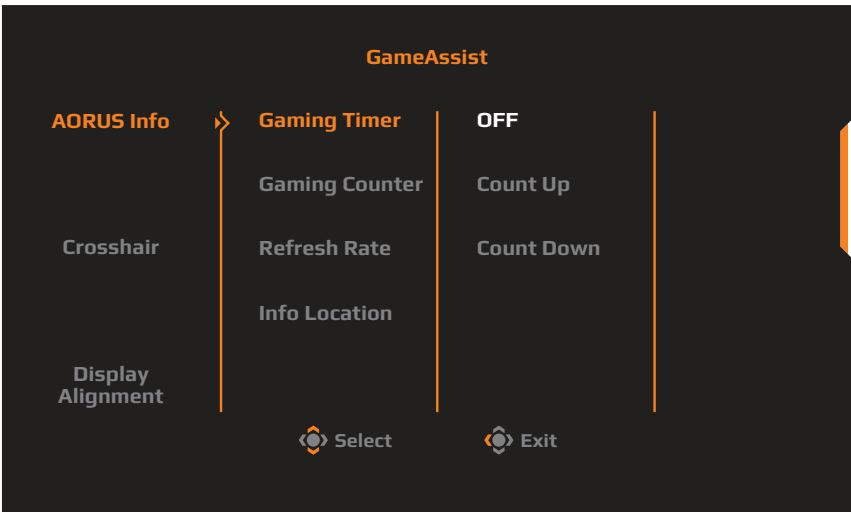 GameAssist
AORUS Info
Gaming Timer
OFF
Gaming Counter
Count Up
Crosshair
Refresh Rate
Count Down
Info Location
Display
Alignment
Select
Exit